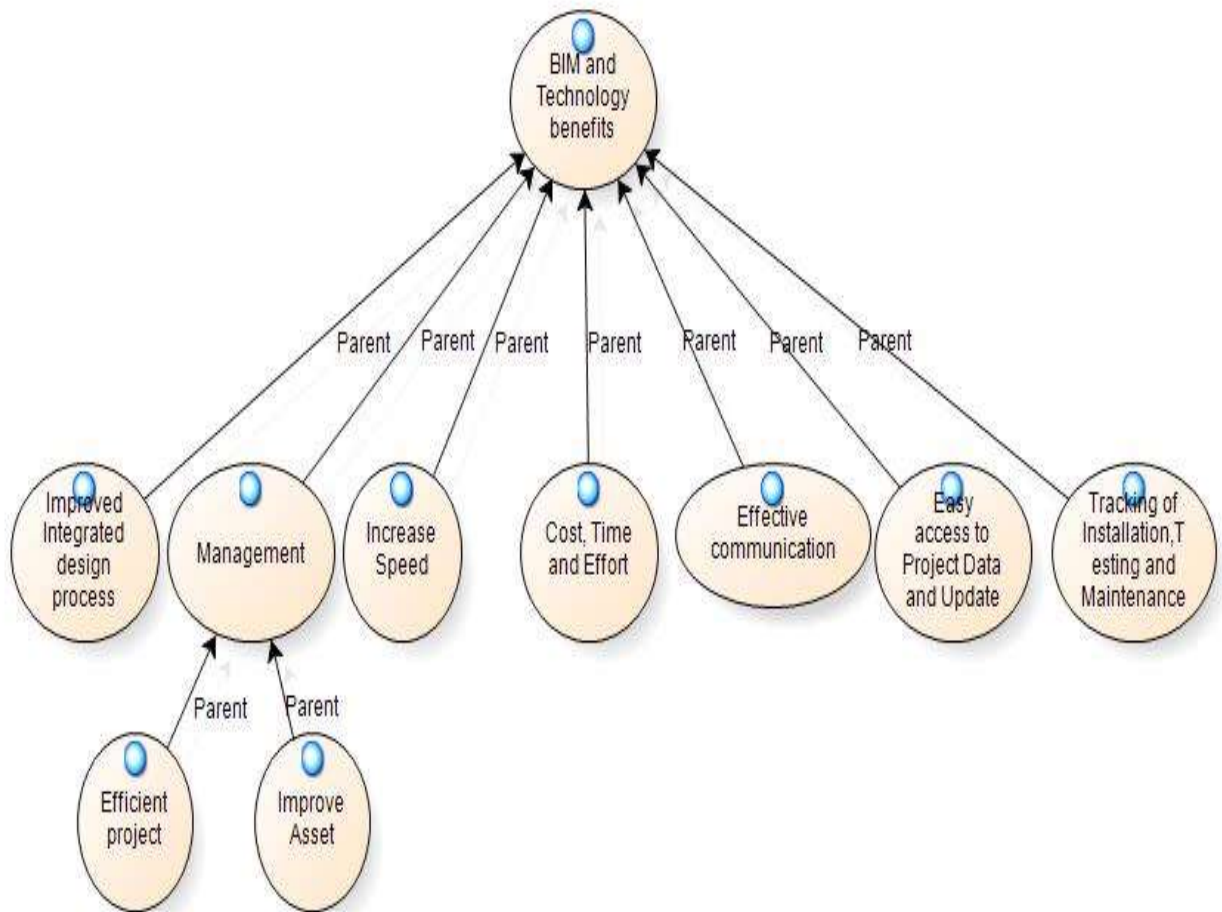 BIM and
Technology
benefits
Parent
Parent
Parent
Parent
Parent
Parent
Parent
Improved
Integrated
design
process
Management
Increase
Speed
Cost, Time
and Effort
Effective
communication
Easy
access to
Project Data
and Update
Tracking of
Installation,T
esting and
Maintenance
Parent
Parent
Efficient
project
Improve
Asset